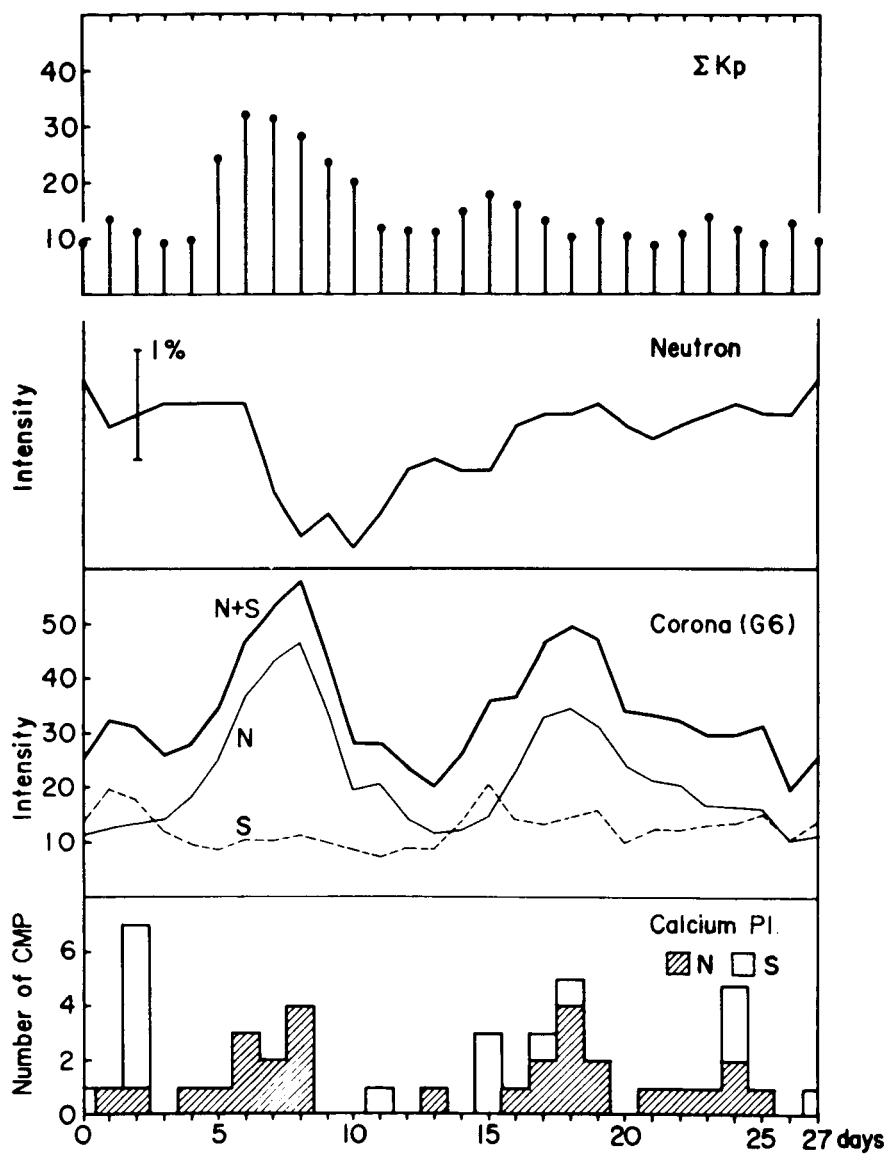 Σ Kp
40
30
20
10
1%
Neutron
Intensity
N+S
Corona (G6)
50
40
30
20
10
N
S
Intensity
Calcium Pl.
N S
Number of CMP
6
4
2
0
0 5 10 15 20 25 27 days